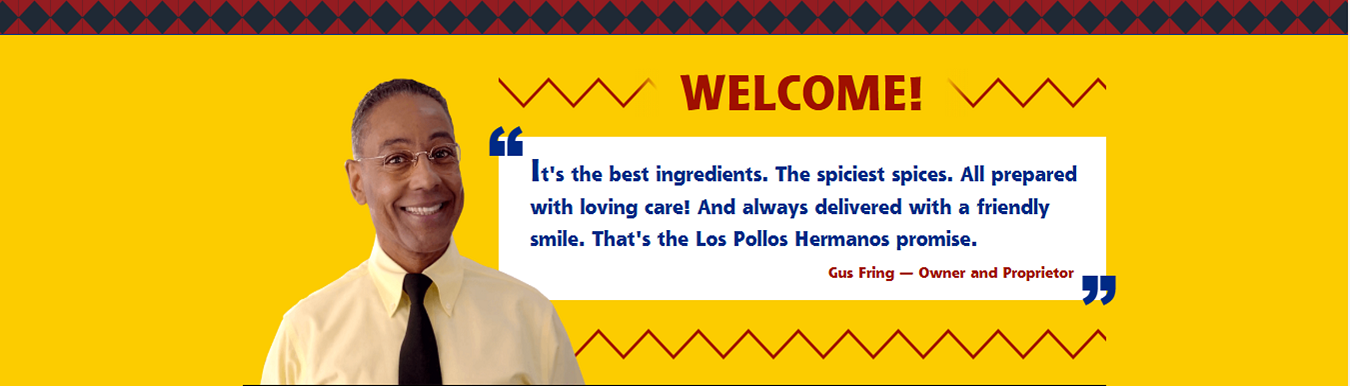 WELCOME!
“
It's the best ingredients. The spiciest spices. All prepared
with loving care! And always delivered with a friendly
smile. That's the Los Pollos Hermanos promise.
Gus Fring — Owner and Proprietor
”